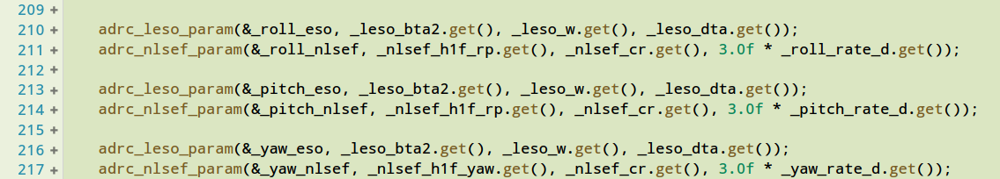 209 +
210 + adrc_leso_param(&_roll_eso, _leso_bta2.get(), _leso_w.get(), _leso_dta.get());
211 + adrc_nlsef_param(&_roll_nlsef, _nlsef_h1f_rp.get(), _nlsef_cr.get(), 3.0f * _roll_rate_d.get());
212 +
213 + adrc_leso_param(&_pitch_eso, _leso_bta2.get(), _leso_w.get(), _leso_dta.get());
214 + adrc_nlsef_param(&_pitch_nlsef, _nlsef_h1f_rp.get(), _nlsef_cr.get(), 3.0f * _pitch_rate_d.get());
215 +
216 + adrc_leso_param(&_yaw_eso, _leso_bta2.get(), _leso_w.get(), _leso_dta.get());
217 + adrc_nlsef_param(&_yaw_nlsef, _nlsef_h1f_yaw.get(), _nlsef_cr.get(), 3.0f * _yaw_rate_d.get());